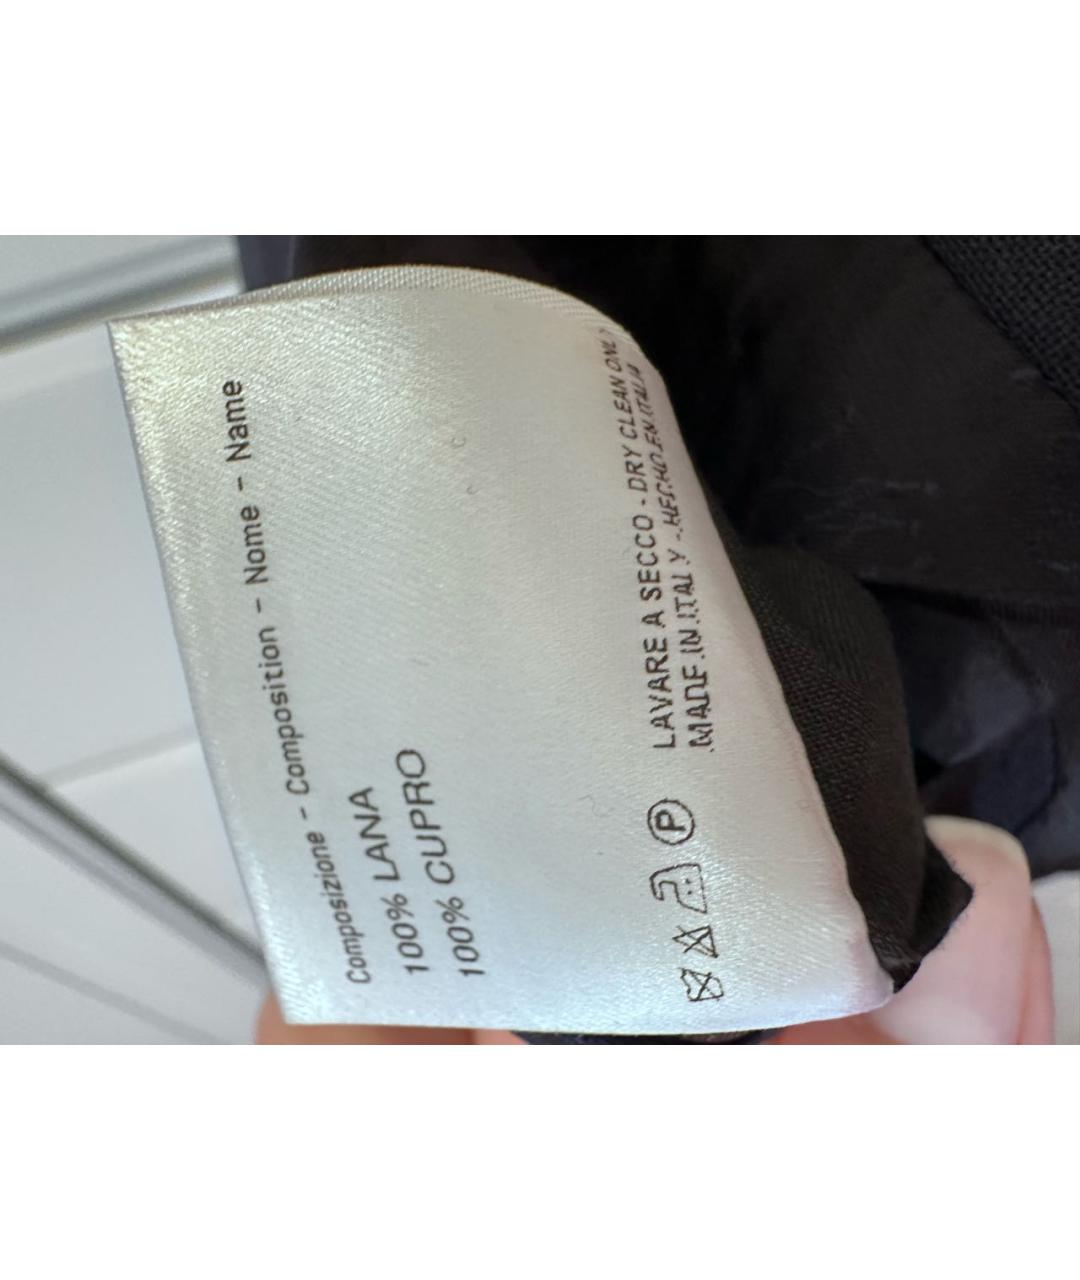 Composizione - Composition - Nome - Name
100% LANA
100% CUPRO
P
LAVARE A SECCO - DRY CLEAN ONLY
MADE IN ITALY - HECHO EN ITALIA